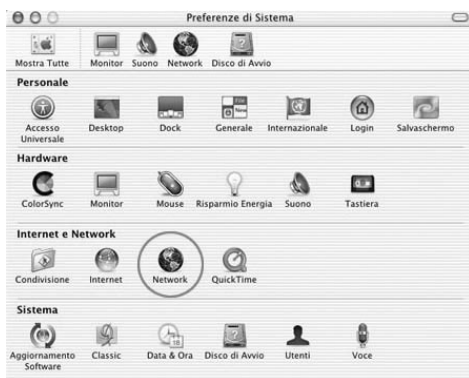 Preferenze di Sistema
Mostra Tutte Monitor Suono Network Disco di Avvio
Personale
Accesso Universale Desktop Dock Generale Internazionale Login Salvaschermo
Hardware
ColorSync Monitor Mouse Risparmio Energia Suono Tastiera
Internet e Network
Condivisione Internet Network QuickTime
Sistema
Aggiornamento Software Classic Data & Ora Disco di Avvio Utenti Voce